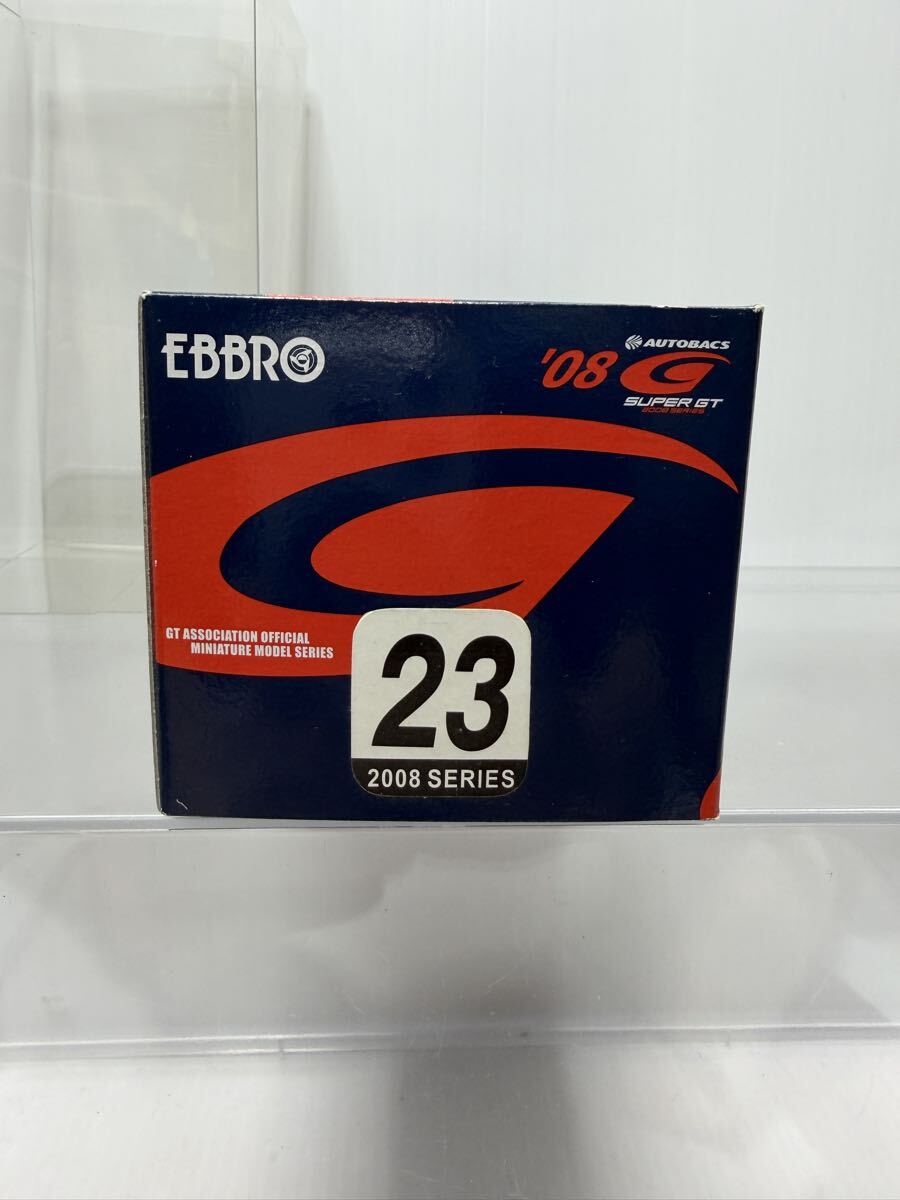 EBBRO
'08
AUTOBACS
SUPER GT
2008 SERIES
GT ASSOCIATION OFFICIAL
MINIATURE MODEL SERIES
23
2008 SERIES